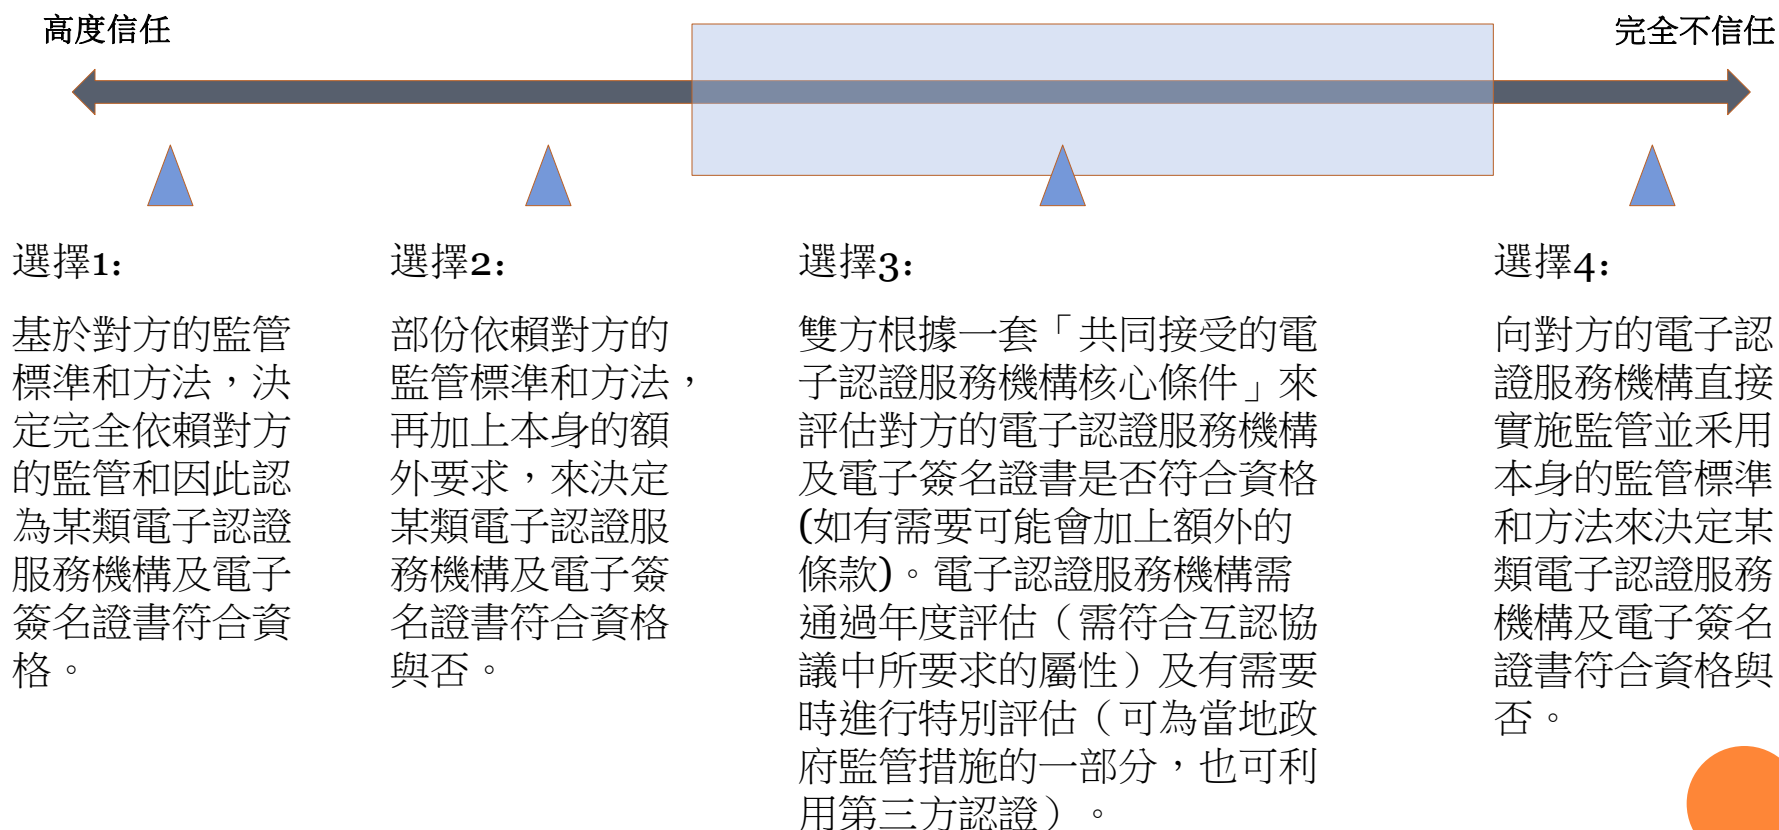 高度信任
完全不信任
選擇1:
基於對方的監管
標準和方法，決
定完全依賴對方
的監管和因此認
為某類電子認證
服務機構及電子
簽名證書符合資
格。
選擇2:
部份依賴對方的
監管標準和方法，
再加上本身的額
外要求，來決定
某類電子認證服
務機構及電子簽
名證書符合資格
與否。
選擇3:
雙方根據一套「共同接受的電
子認證服務機構核心條件」來
評估對方的電子認證服務機構
及電子簽名證書是否符合資格
(如有需要可能會加上額外的
條款)。電子認證服務機構需
通過年度評估（需符合互認協
議中所要求的屬性）及有需要
時進行特別評估（可為當地政
府監管措施的一部分，也可利
用第三方認證）。
選擇4:
向對方的電子認
證服務機構直接
實施監管並釆用
本身的監管標準
和方法來決定某
類電子認證服務
機構及電子簽名
證書符合資格與
否。